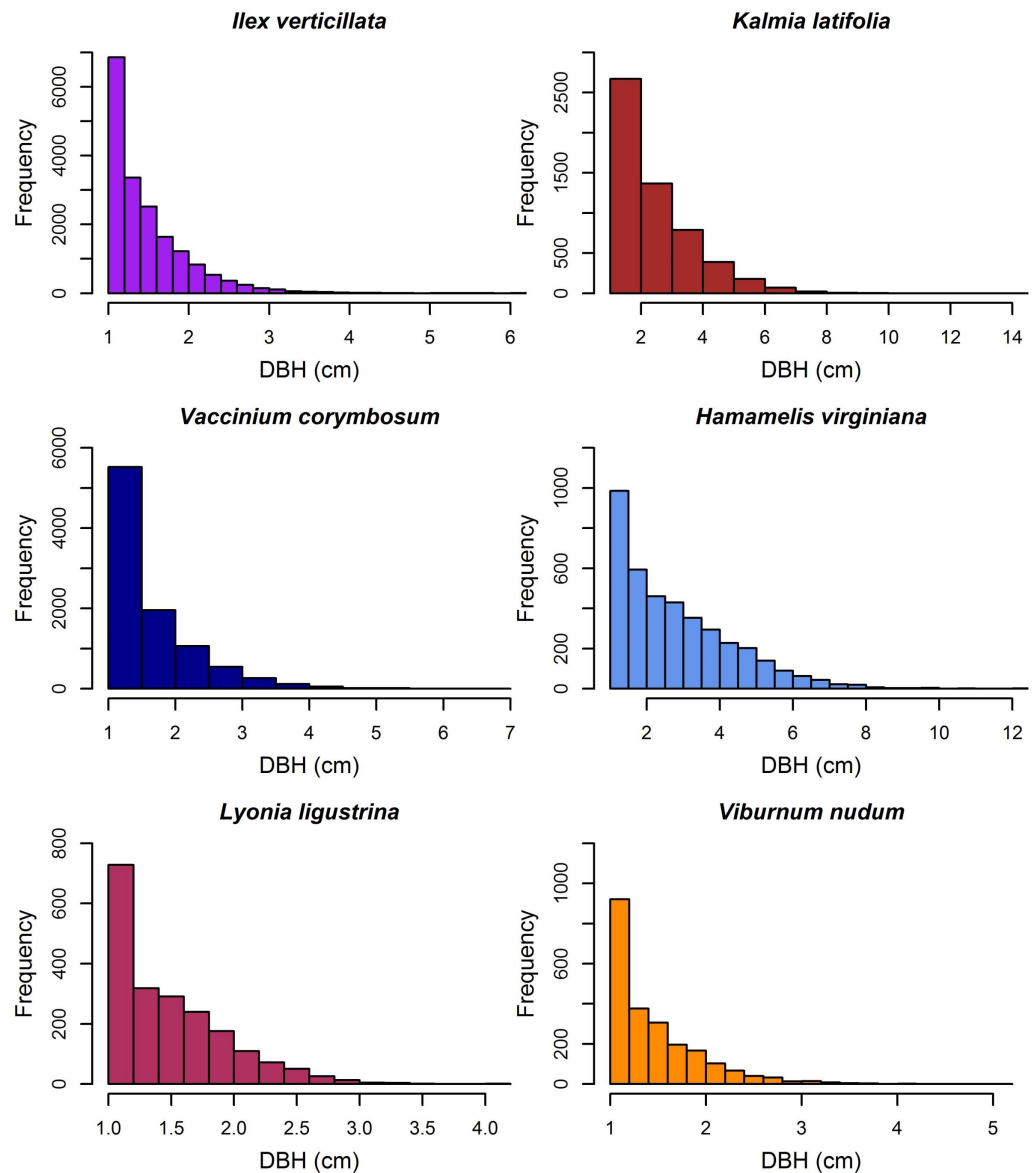 Ilex verticillata
Frequency
0 2000 4000 6000
1 2 3 4 5 6
DBH (cm)
Kalmia latifolia
Frequency
0 500 1500 2500
2 4 6 8 10 12 14
DBH (cm)
Vaccinium corymbosum
Frequency
0 2000 4000 6000
1 2 3 4 5 6 7
DBH (cm)
Hamamelis virginiana
Frequency
0 200 600 1000
2 4 6 8 10 12
DBH (cm)
Lyonia ligustrina
Frequency
0 200 400 600 800
1.0 1.5 2.0 2.5 3.0 3.5 4.0
DBH (cm)
Viburnum nudum
Frequency
0 200 600 1000
1 2 3 4 5
DBH (cm)